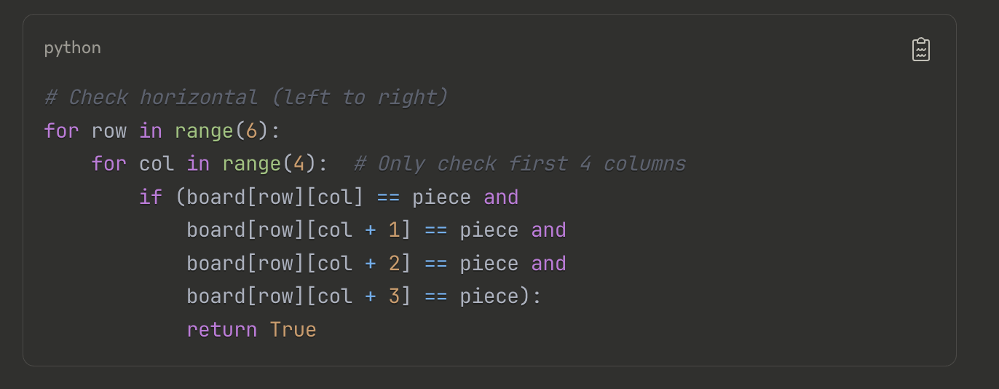 python
# Check horizontal (left to right)
for row in range(6):
    for col in range(4):  # Only check first 4 columns
        if (board[row][col] == piece and
            board[row][col + 1] == piece and
            board[row][col + 2] == piece and
            board[row][col + 3] == piece):
            return True